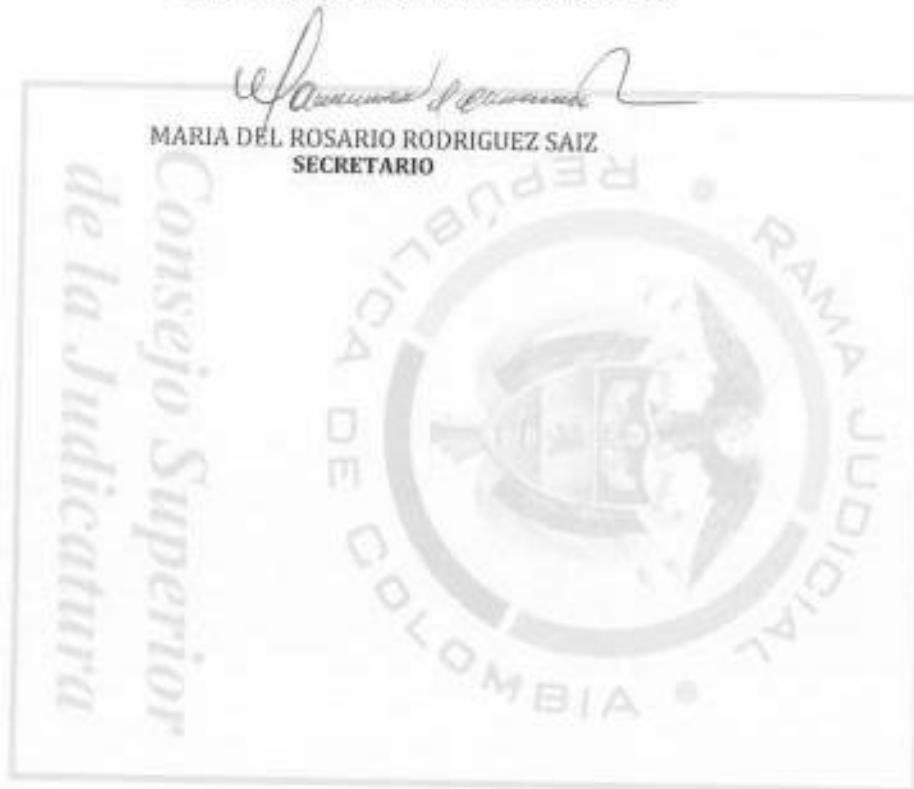 MARIA DEL ROSARIO RODRIGUEZ SAIZ
SECRETARIO
Consejo Superior
de la Judicatura
REPÚBLICA DE COLOMBIA
RAMA JUDICIAL